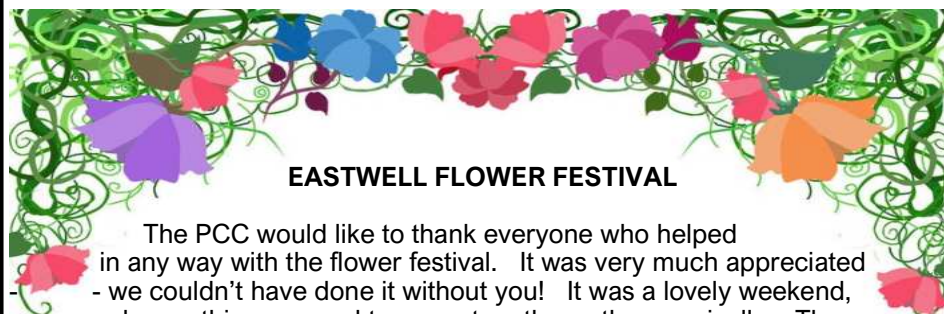 EASTWELL FLOWER FESTIVAL
The PCC would like to thank everyone who helped
in any way with the flower festival. It was very much appreciated
- - we couldn't have done it without you! It was a lovely weekend,